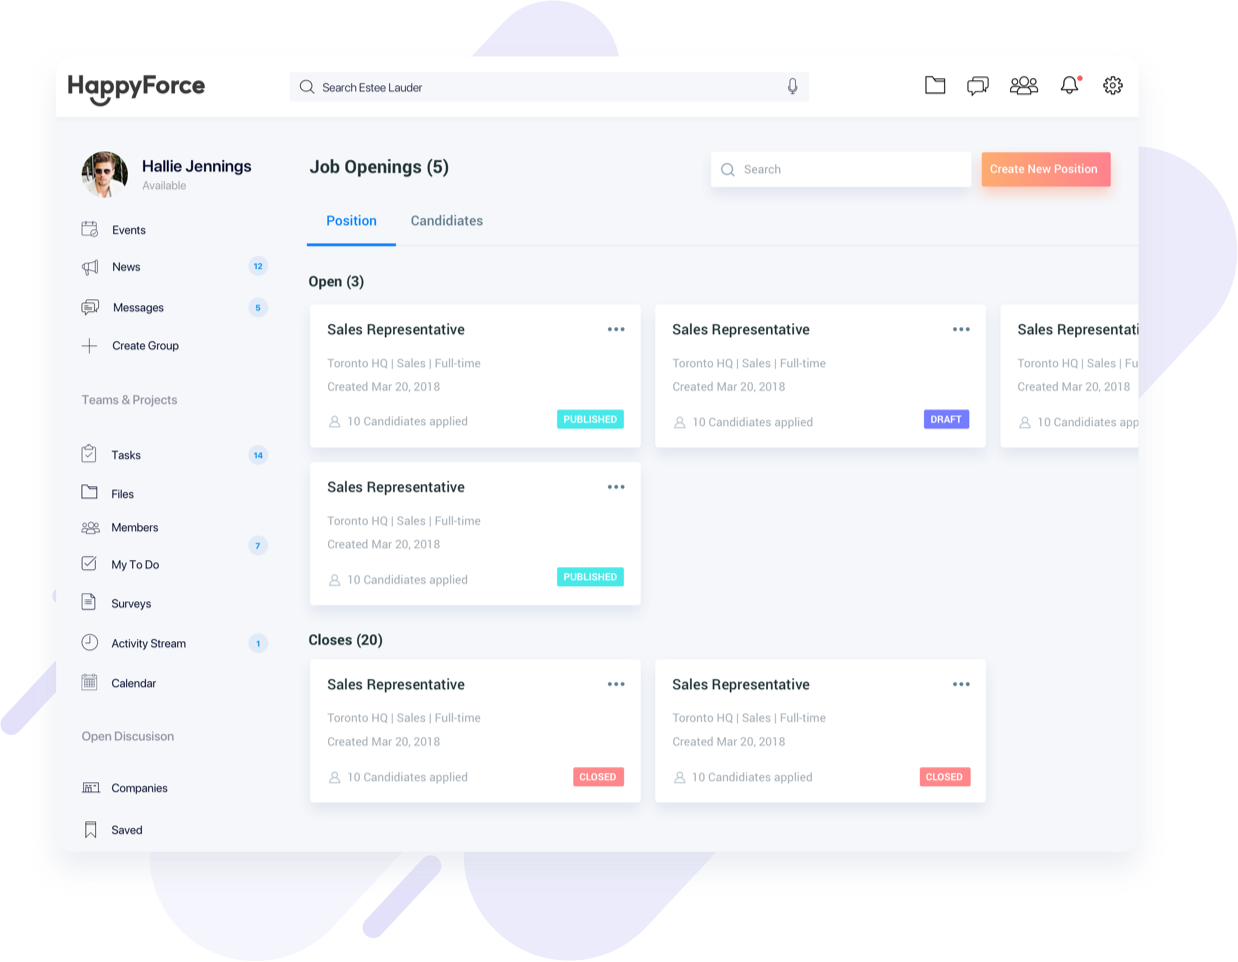 HappyForce
Search Estee Lauder
Hallie Jennings
Available
Events
News 12
Messages 5
Create Group
Teams & Projects
Tasks 14
Files
Members
7
My To Do
Surveys
Activity Stream 1
Calendar
Open Discusison
Companies
Saved
Job Openings (5)
Search
Create New Position
Position Candidiates
Open (3)
Sales Representative
Toronto HQ | Sales | Full-time
Created Mar 20, 2018
10 Candidiates applied PUBLISHED
Sales Representative
Toronto HQ | Sales | Full-time
Created Mar 20, 2018
10 Candidiates applied DRAFT
Sales Representati
Toronto HQ | Sales | Fu
Created Mar 20, 2018
10 Candidiates app
Sales Representative
Toronto HQ | Sales | Full-time
Created Mar 20, 2018
10 Candidiates applied PUBLISHED
Closes (20)
Sales Representative
Toronto HQ | Sales | Full-time
Created Mar 20, 2018
10 Candidiates applied CLOSED
Sales Representative
Toronto HQ | Sales | Full-time
Created Mar 20, 2018
10 Candidiates applied CLOSED